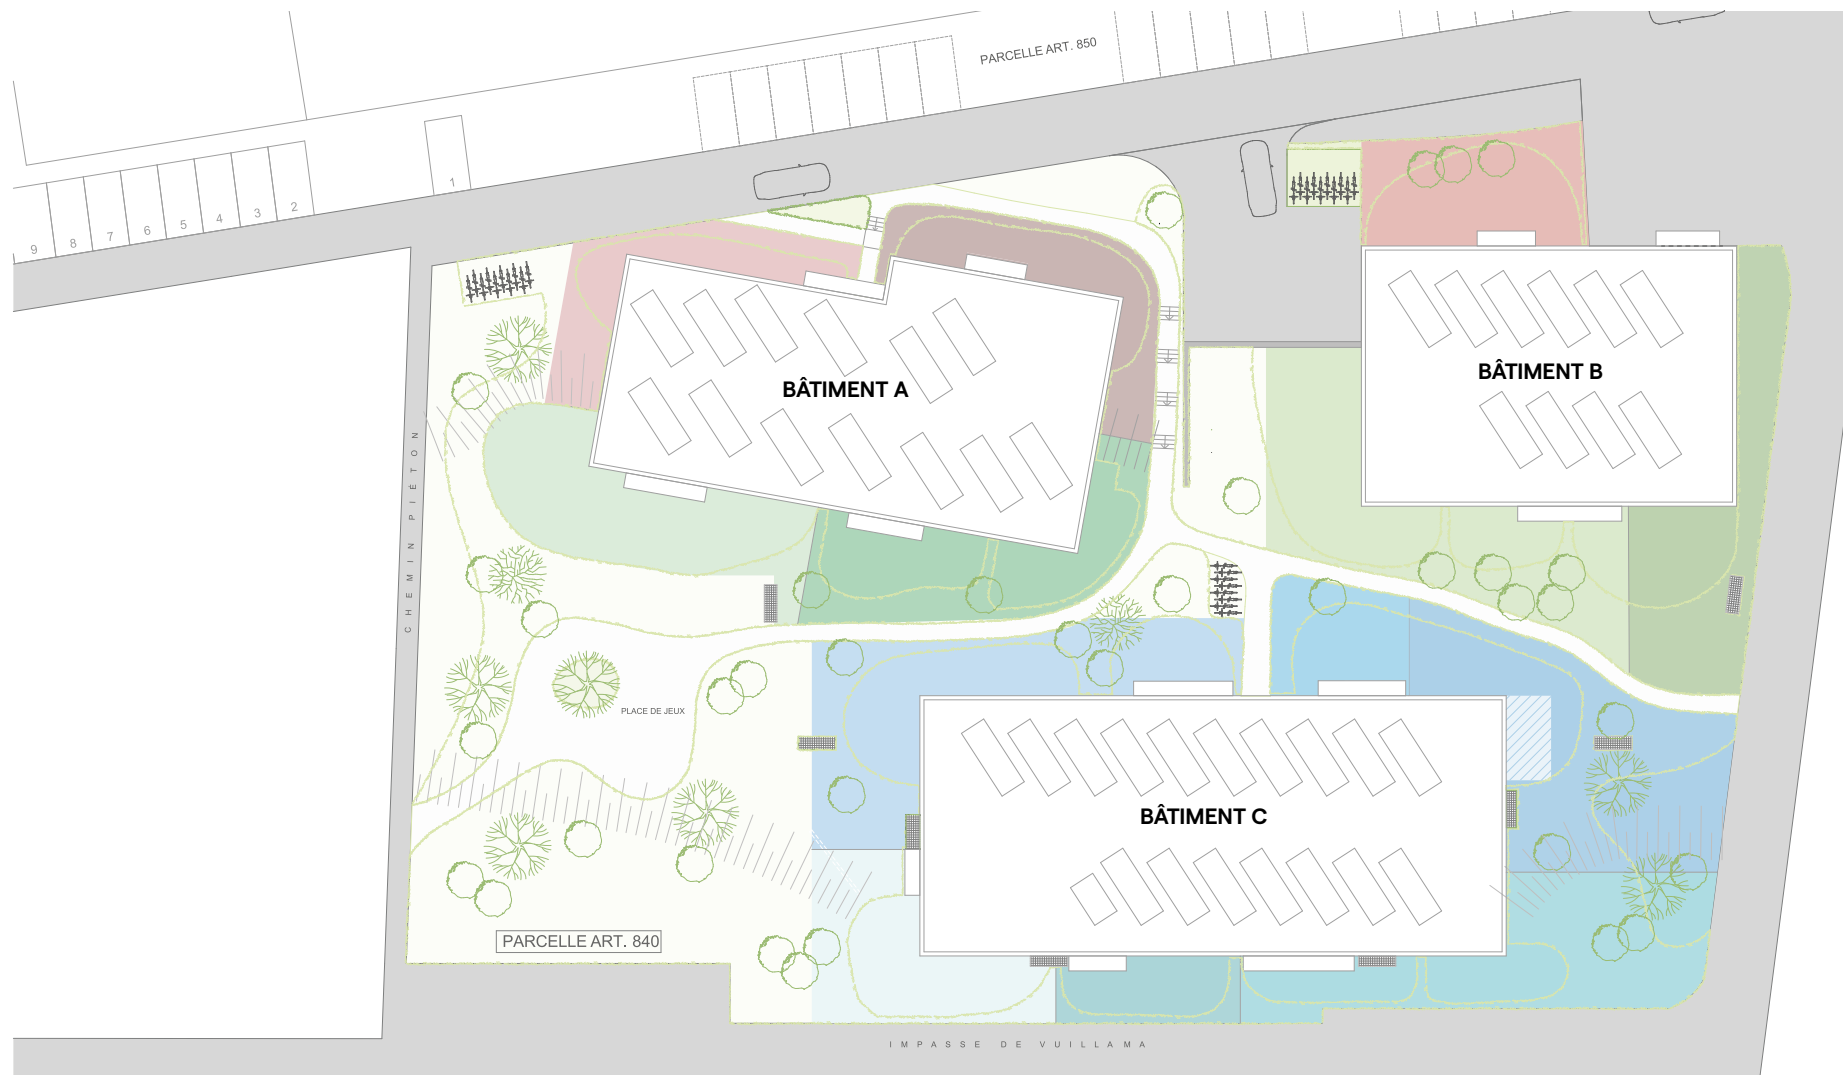 PARCELLE ART. 850
9 8 7 6 5 4 3 2
1
BÂTIMENT A
BÂTIMENT B
CHEMIN PIÉTON
PLACE DE JEUX
BÂTIMENT C
PARCELLE ART. 840
IMPASSE DE VUILLAMA